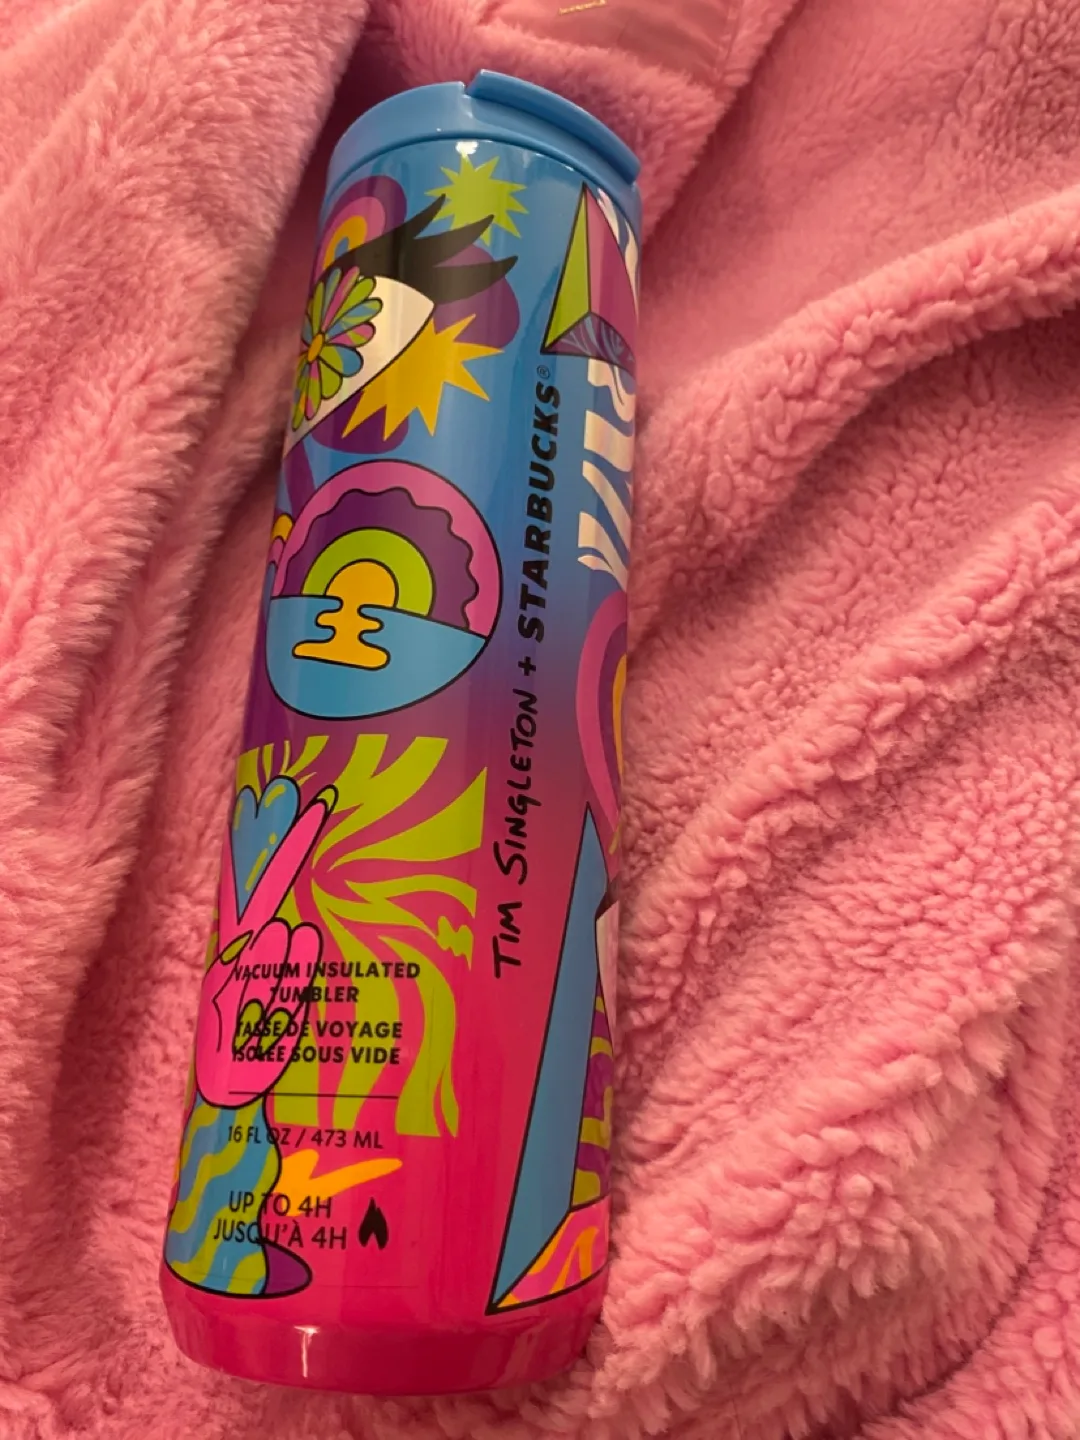 TIM SINGLETON + STARBUCKS®
VACUUM INSULATED
TUMBLER
TASSE DE VOYAGE
ISOLÉE SOUS VIDE
16 FL OZ / 473 ML
UP TO 4H
JUSQU'À 4H